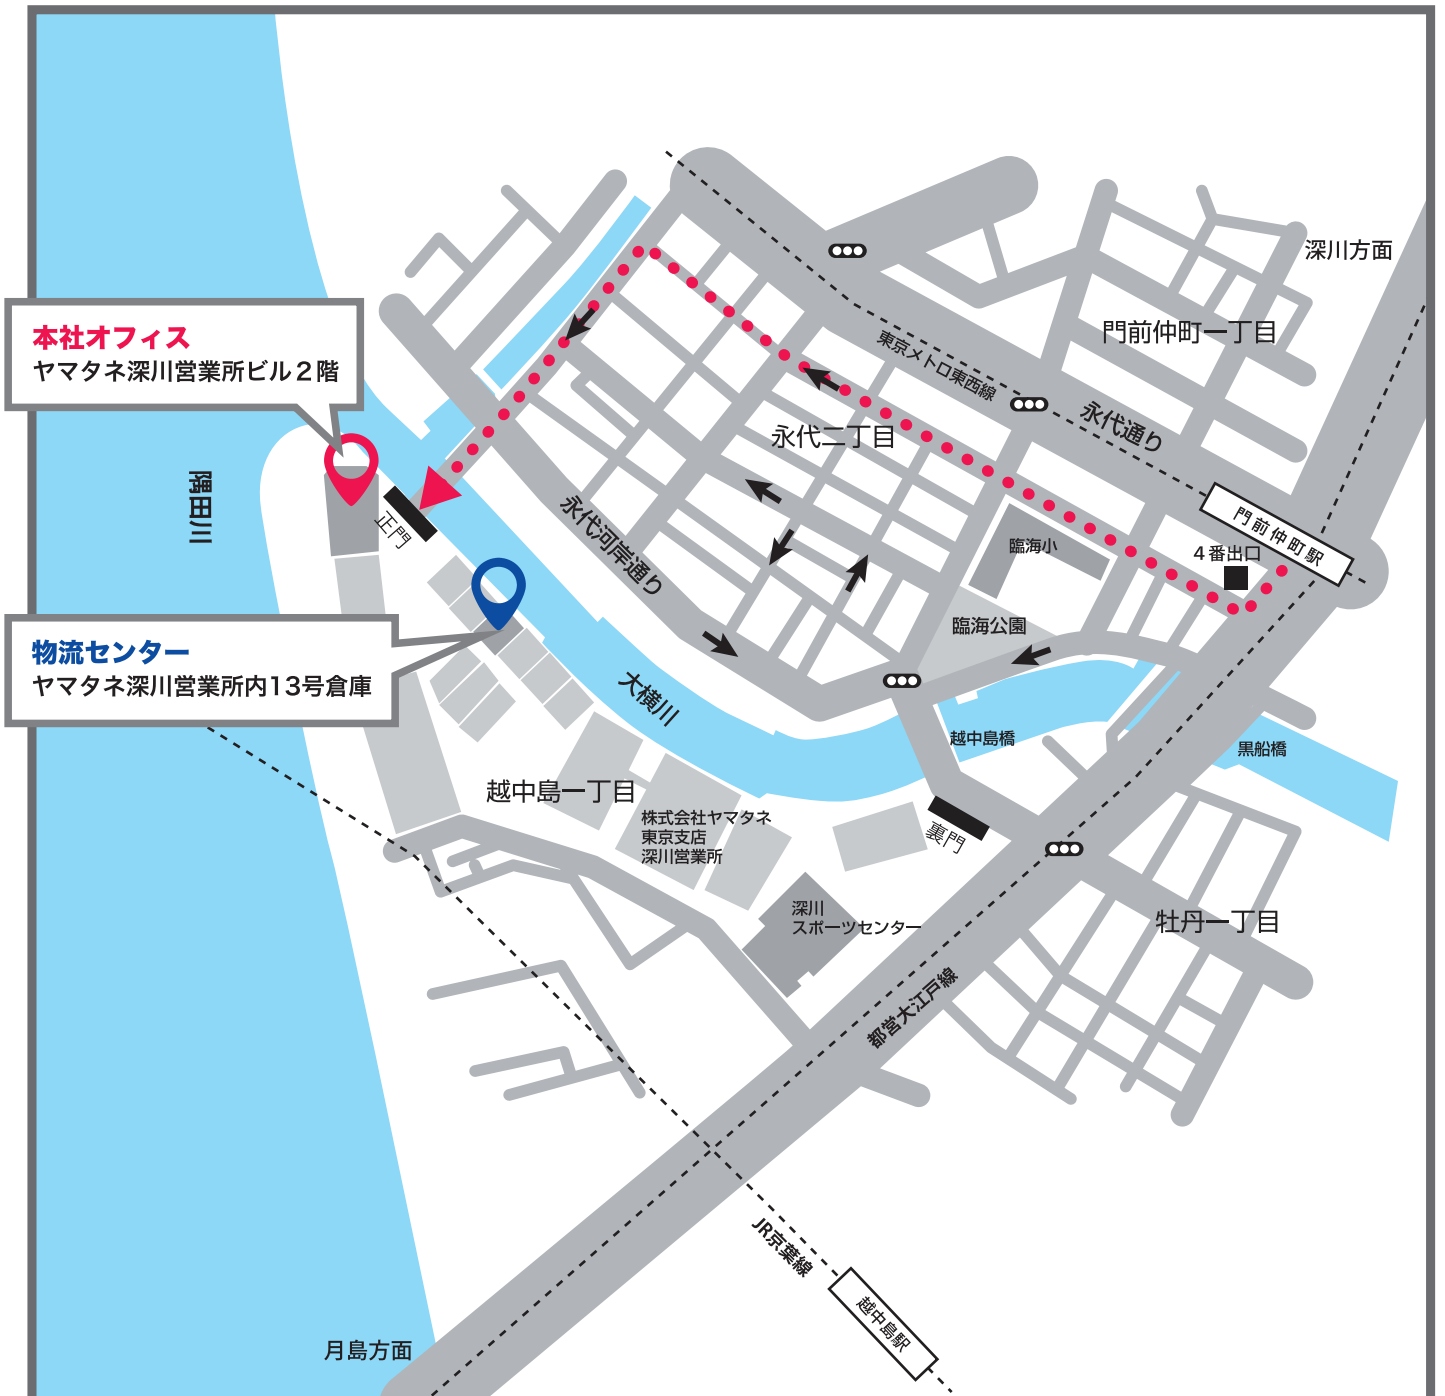 深川方面
門前仲町一丁目
東京メトロ東西線
永代通り
本社オフィス
ヤマタネ深川営業所ビル2階
永代二丁目
隅田川
正門
永代河岸通り
門前仲町駅
4番出口
臨海小
臨海公園
物流センター
ヤマタネ深川営業所内13号倉庫
大横川
越中島橋
黒船橋
越中島一丁目
株式会社ヤマタネ
東京支店
深川営業所
裏門
深川
スポーツセンター
牡丹一丁目
都営大江戸線
JR京葉線
越中島駅
月島方面